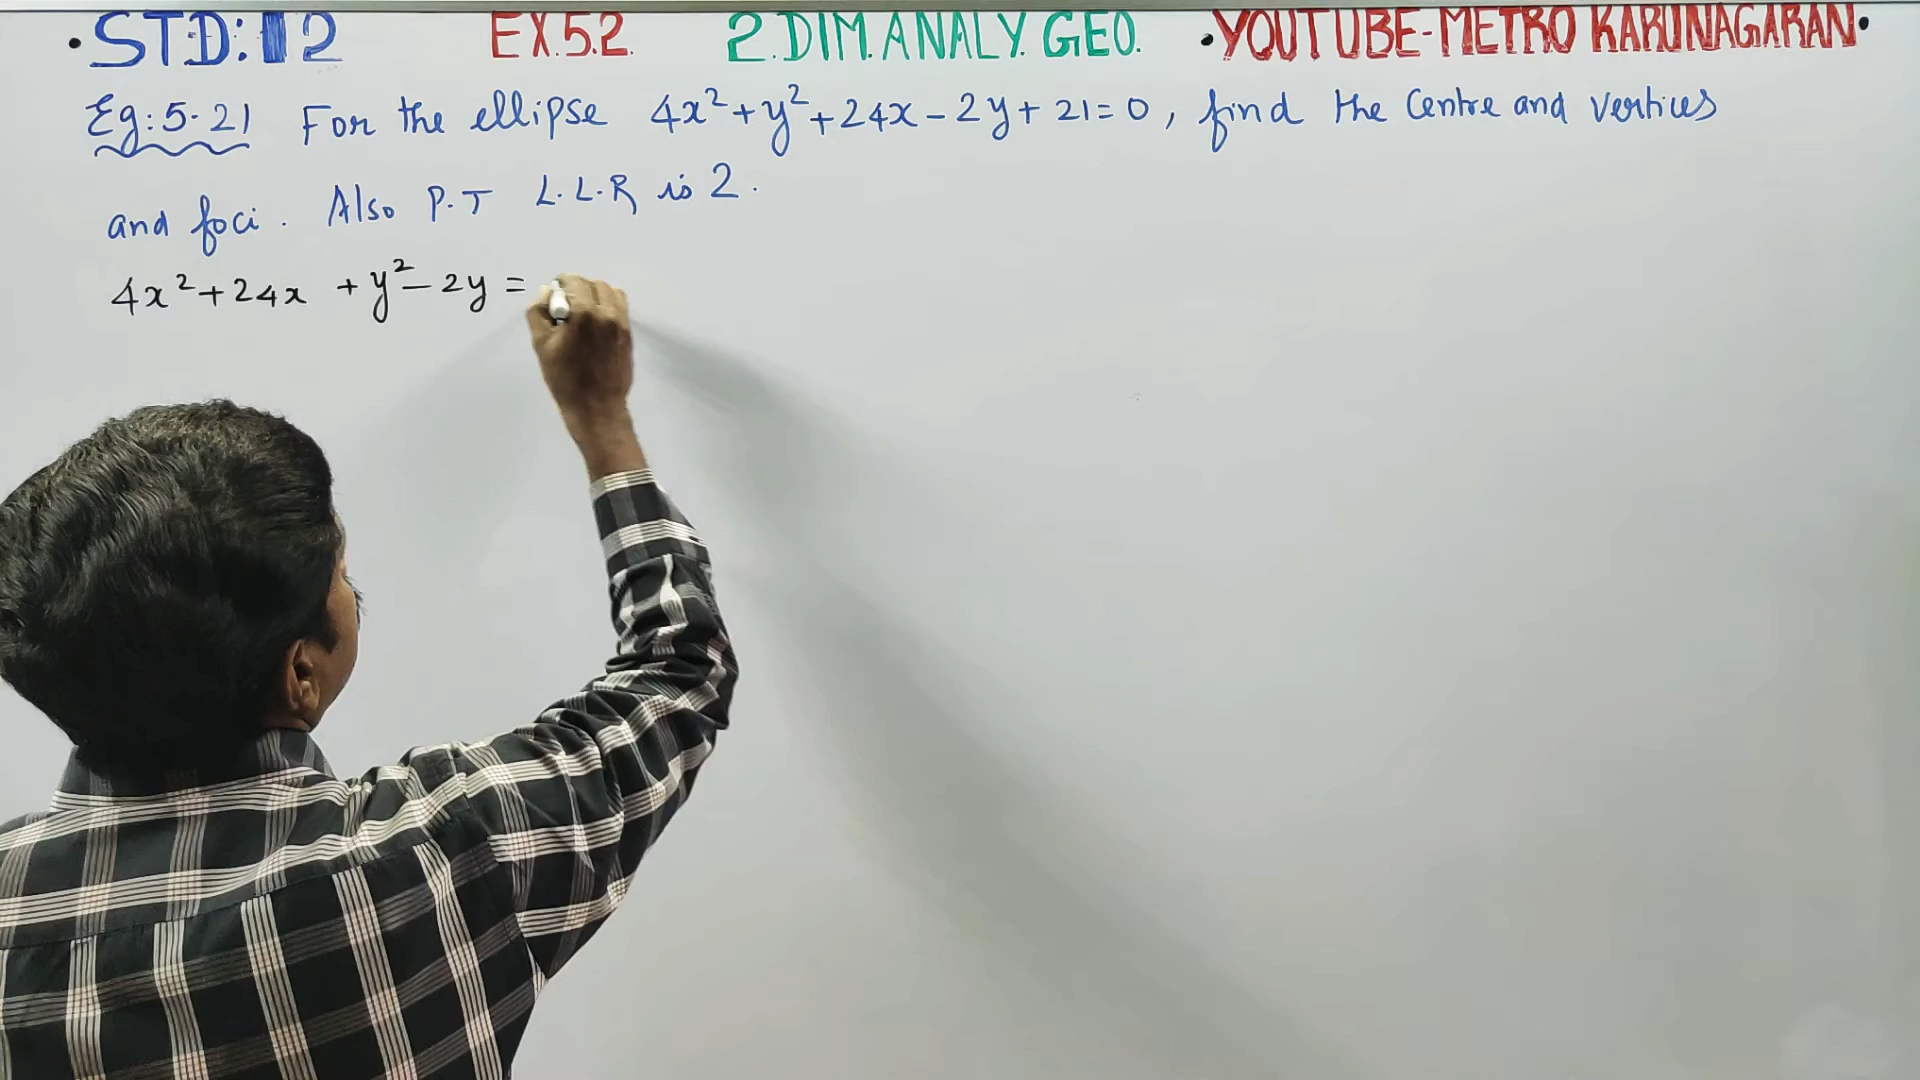 • STD: 12 EX.5.2. 2.DIM.ANALY. GEO. • YOUTUBE-METRO KARUNAGARAN •
Eg: 5.21 For the ellipse 4x² + y² + 24x - 2y + 21 = 0, find the Centre and vertices
and foci. Also P.T L.L.R is 2.
4x² + 24x + y² - 2y =